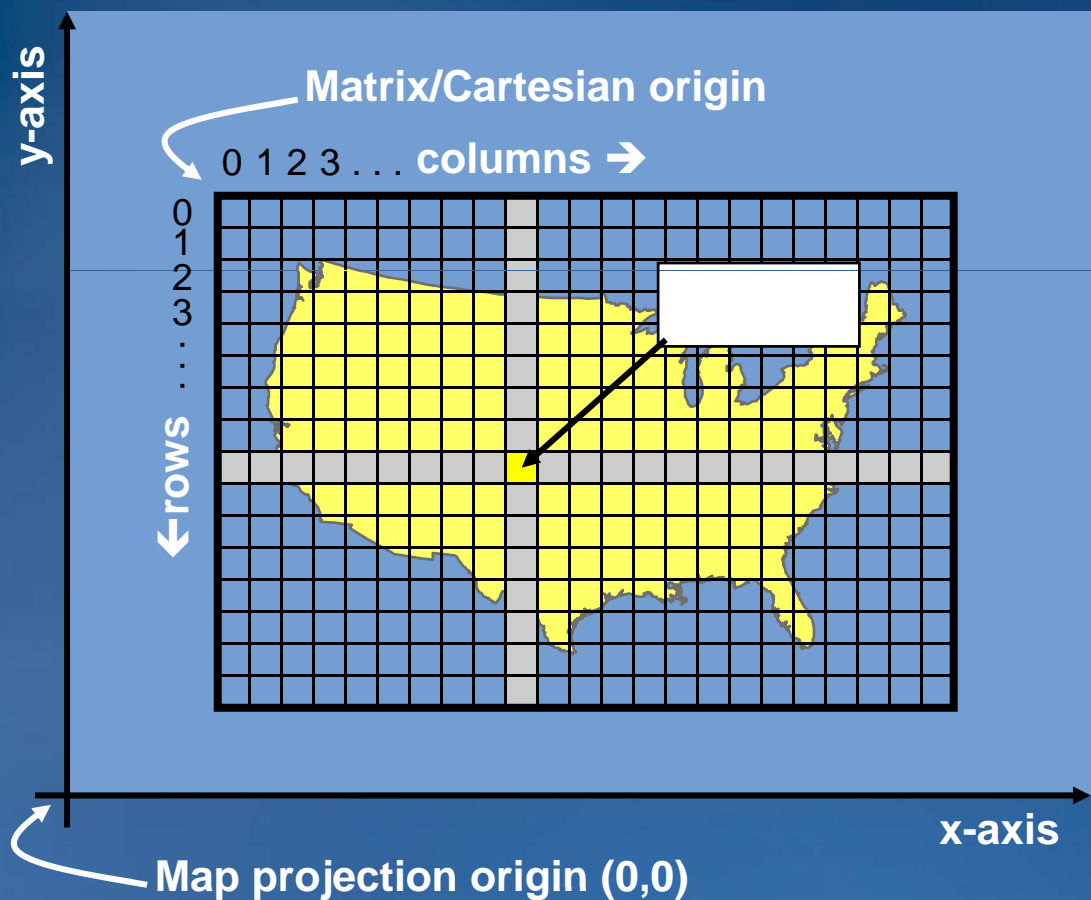 y-axis
Matrix/Cartesian origin
0 1 2 3 . . . columns →
0
1
2
3
:
:
←rows
x-axis
Map projection origin (0,0)